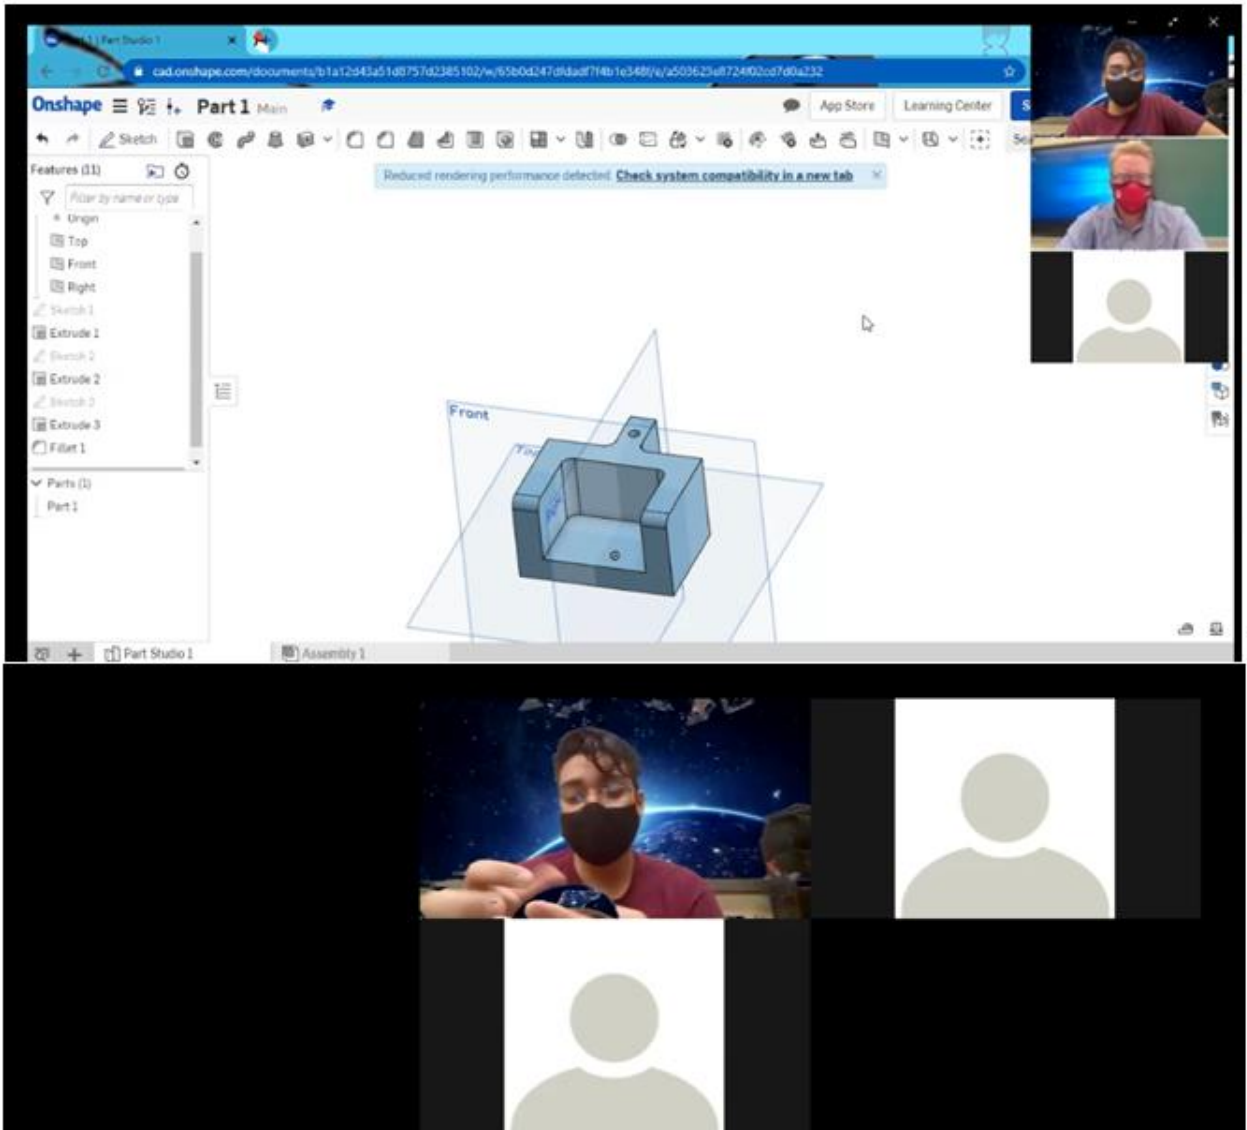 Part Studio 1
cad.onshape.com/documents/
Onshape Part 1 Main App Store Learning Center
Sketch
Features (11) Reduced rendering performance detected. Check system compatibility in a new tab
Filter by name or type
Origin
Top
Front
Right
Sketch 1
Extrude 1
Sketch 2
Extrude 2
Sketch 3
Extrude 3
Front
Fillet 1
Top
Parts (1)
Part 1
Part Studio 1 Assembly 1